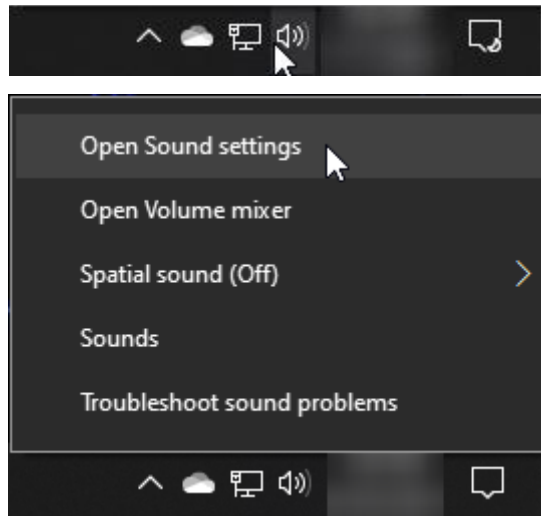 Open Sound settings
Open Volume mixer
Spatial sound (Off)
Sounds
Troubleshoot sound problems